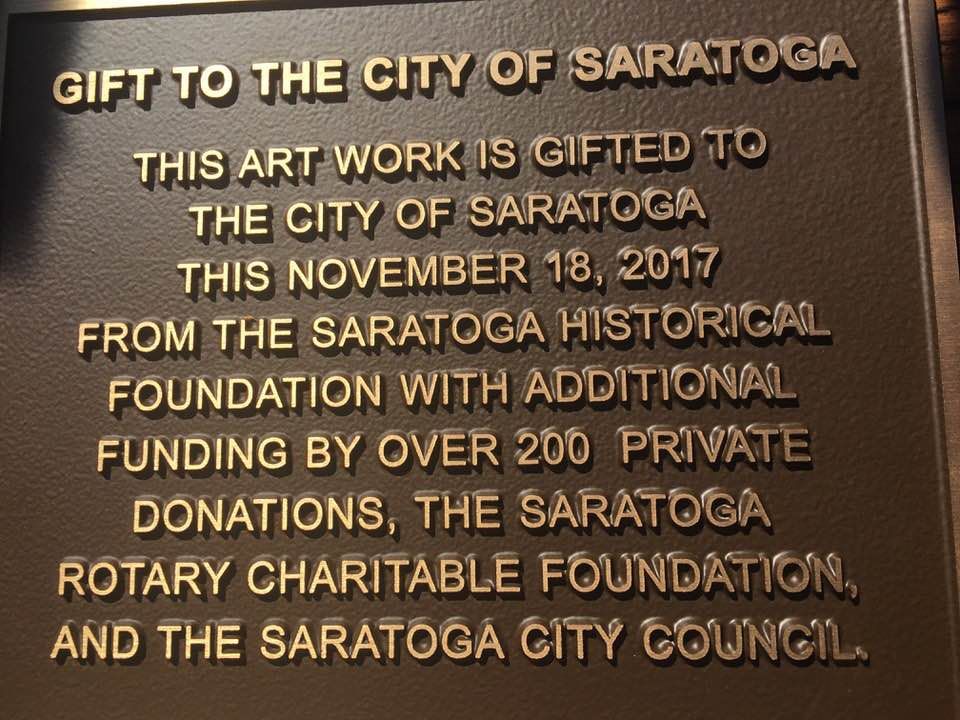 GIFT TO THE CITY OF SARATOGA
THIS ART WORK IS GIFTED TO
THE CITY OF SARATOGA
THIS NOVEMBER 18, 2017
FROM THE SARATOGA HISTORICAL
FOUNDATION WITH ADDITIONAL
FUNDING BY OVER 200 PRIVATE
DONATIONS, THE SARATOGA
ROTARY CHARITABLE FOUNDATION,
AND THE SARATOGA CITY COUNCIL.